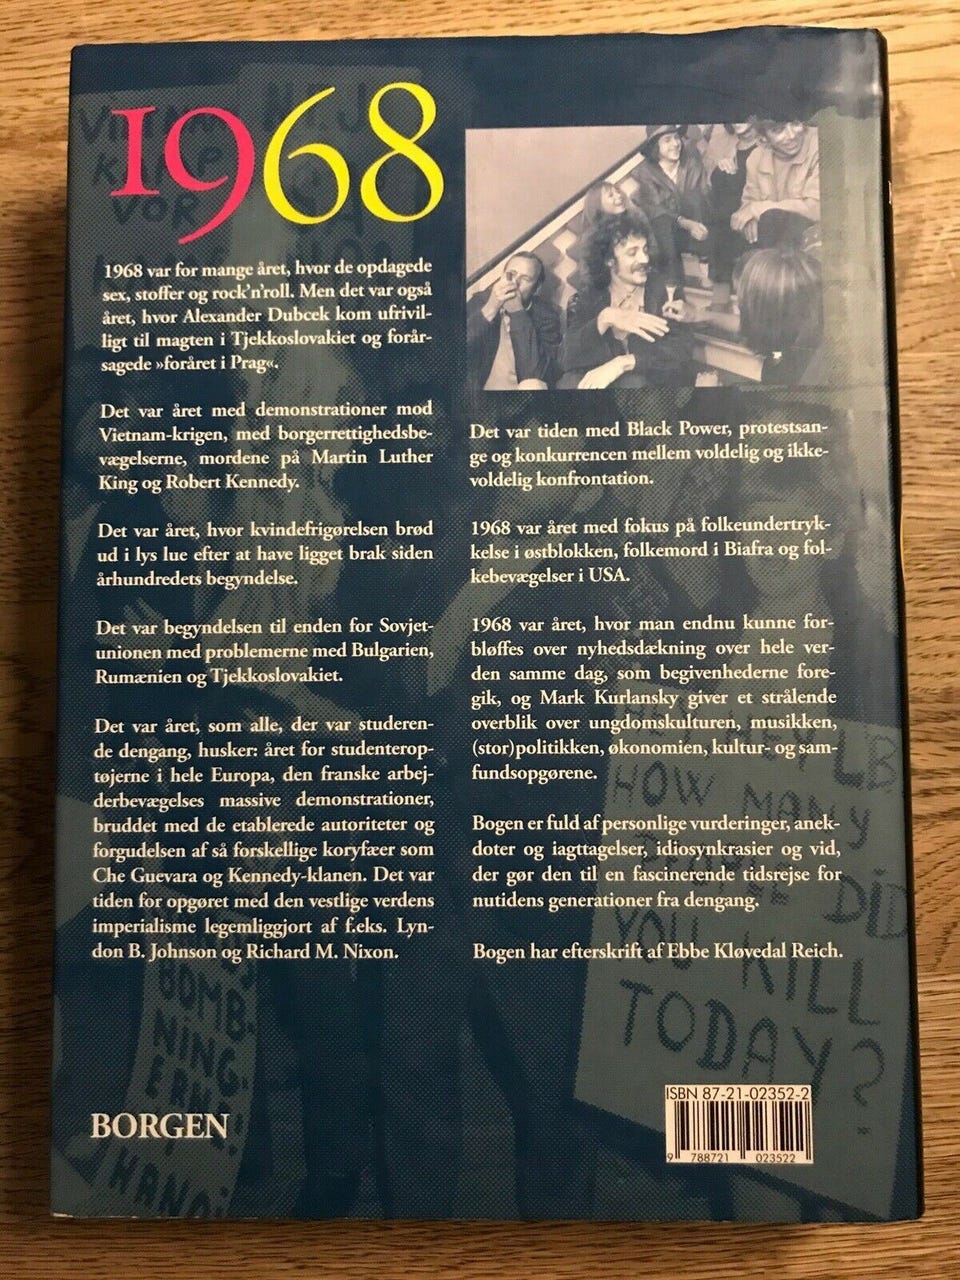 1968
1968 var for mange året, hvor de opdagede
sex, stoffer og rock'n'roll. Men det var også
året, hvor Alexander Dubcek kom ufrivil-
ligt til magten i Tjekkoslovakiet og forår-
sagede »foråret i Prag«.
Det var året med demonstrationer mod
Vietnam-krigen, med borgerrettighedsbe-
vægelserne, mordene på Martin Luther
King og Robert Kennedy.
Det var året, hvor kvindefrigørelsen brød
ud i lys lue efter at have ligget brak siden
århundredets begyndelse.
Det var begyndelsen til enden for Sovjet-
unionen med problemerne med Bulgarien,
Rumænien og Tjekkoslovakiet.
Det var året, som alle, der var studeren-
de dengang, husker: året for studenterop-
tøjerne i hele Europa, den franske arbej-
derbevægelses massive demonstrationer,
bruddet med de etablerede autoriteter og
forgudelsen af så forskellige koryfæer som
Che Guevara og Kennedy-klanen. Det var
tiden for opgøret med den vestlige verdens
imperialisme legemliggjort af f.eks. Lyn-
don B. Johnson og Richard M. Nixon.
Det var tiden med Black Power, protestsan-
ge og konkurrencen mellem voldelig og ikke-
voldelig konfrontation.
1968 var året med fokus på folkeundertryk-
kelse i østblokken, folkemord i Biafra og fol-
kebevægelser i USA.
1968 var året, hvor man endnu kunne for-
bløffes over nyhedsdækning over hele ver-
den samme dag, som begivenhederne fore-
gik, og Mark Kurlansky giver et strålende
overblik over ungdomskulturen, musikken,
(stor)politikken, økonomien, kultur- og sam-
fundsopgørene.
Bogen er fuld af personlige vurderinger, anek-
doter og iagttagelser, idiosynkrasier og vid,
der gør den til en fascinerende tidsrejse for
nutidens generationer fra dengang.
Bogen har efterskrift af Ebbe Kløvedal Reich.
HEY LB
HOW MANY
DID
YOU KILL
TODAY?
BOMB-
NING-
ERN
HANOI
BORGEN
ISBN 87-21-02352-2
9 788721 023522